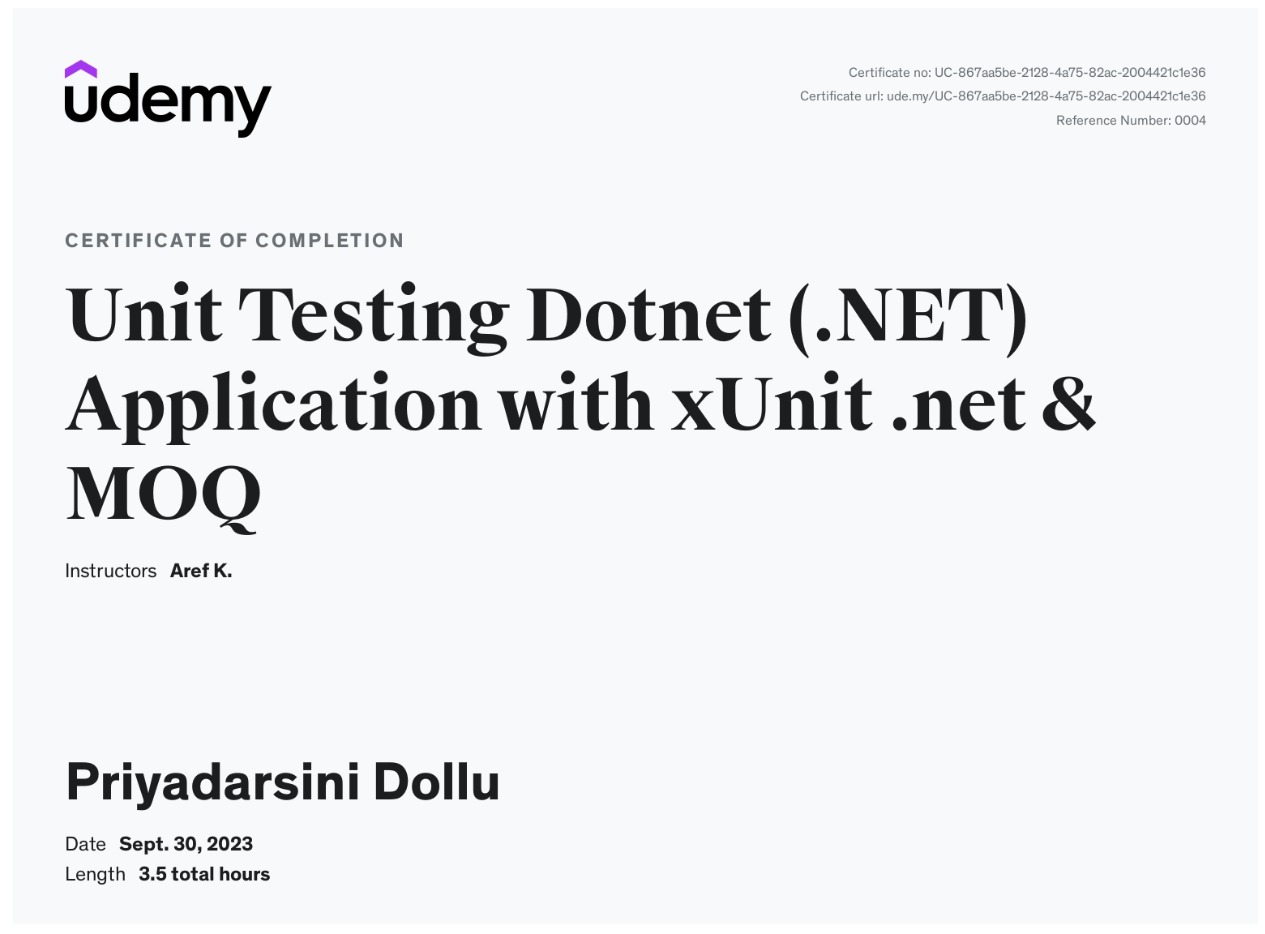 udemy
Certificate no: UC-867aa5be-2128-4a75-82ac-2004421c1e36
Certificate url: ude.my/UC-867aa5be-2128-4a75-82ac-2004421c1e36
Reference Number: 0004
CERTIFICATE OF COMPLETION
Unit Testing Dotnet (.NET)
Application with xUnit .net &
MOQ
Instructors Aref K.
Priyadarsini Dollu
Date Sept. 30, 2023
Length 3.5 total hours